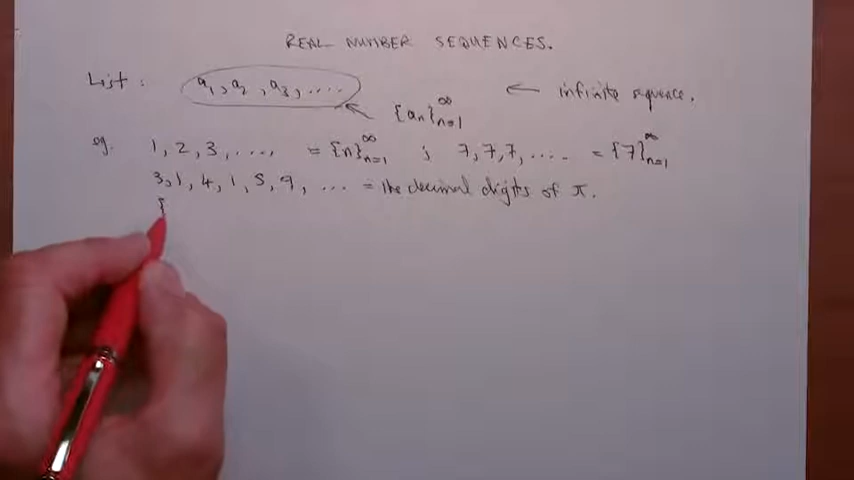 REAL NUMBER SEQUENCES.
List : a₁, a₂, a₃, .... {aₙ}ₙ₌₁^∞ ← infinite sequence.
eg. 1, 2, 3, ...., = {n}ₙ₌₁^∞ ; 7, 7, 7, .... = {7}ₙ₌₁^∞
3, 1, 4, 1, 5, 9, ... = the decimal digits of π.
{